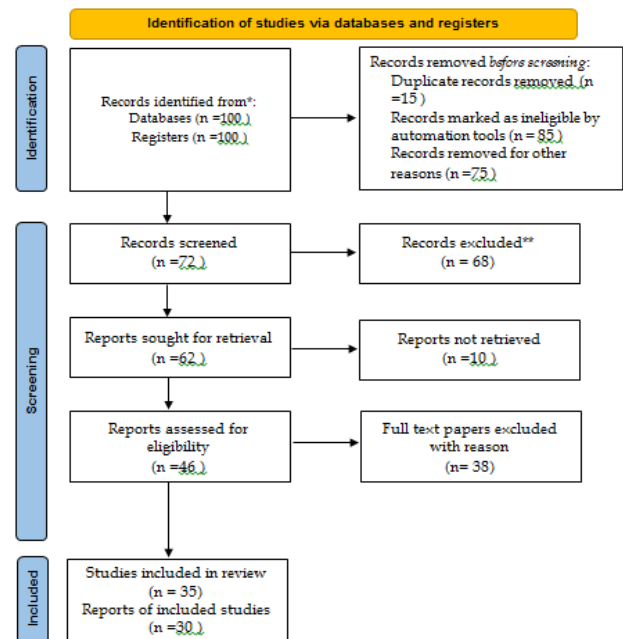 Identification of studies via databases and registers
Identification
Records identified from*:
Databases (n =100 )
Registers (n =100 )
Records removed before screening:
Duplicate records removed (n
=15 )
Records marked as ineligible by
automation tools (n = 85 )
Records removed for other
reasons (n =75 )
Screening
Records screened
(n =72 )
Records excluded**
(n = 68)
Reports sought for retrieval
(n =62 )
Reports not retrieved
(n =10 )
Reports assessed for
eligibility
(n =46 )
Full text papers excluded
with reason
(n= 38)
Included
Studies included in review
(n = 35)
Reports of included studies
(n =30 )